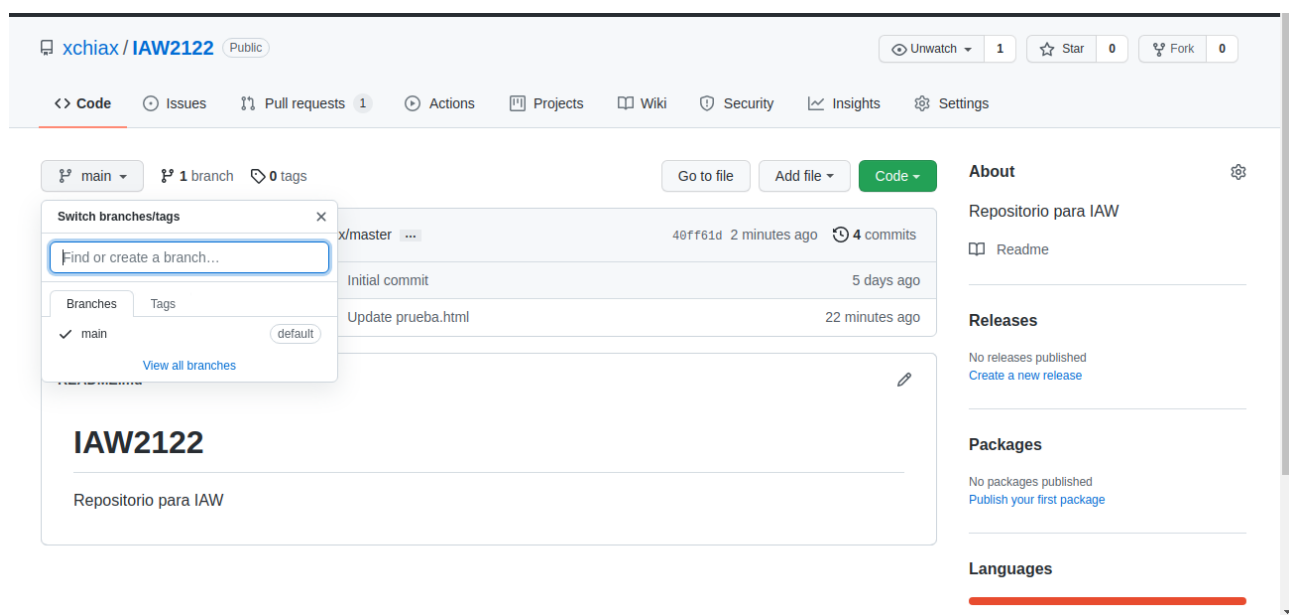 xchiax / IAW2122 Public
Unwatch 1 Star 0 Fork 0
Code Issues Pull requests 1 Actions Projects Wiki Security Insights Settings
main 1 branch 0 tags Go to file Add file Code
Switch branches/tags
Find or create a branch...
Branches Tags
main default
View all branches
x/master ... 40ff61d 2 minutes ago 4 commits
Initial commit 5 days ago
Update prueba.html 22 minutes ago
IAW2122
Repositorio para IAW
About
Repositorio para IAW
Readme
Releases
No releases published
Create a new release
Packages
No packages published
Publish your first package
Languages